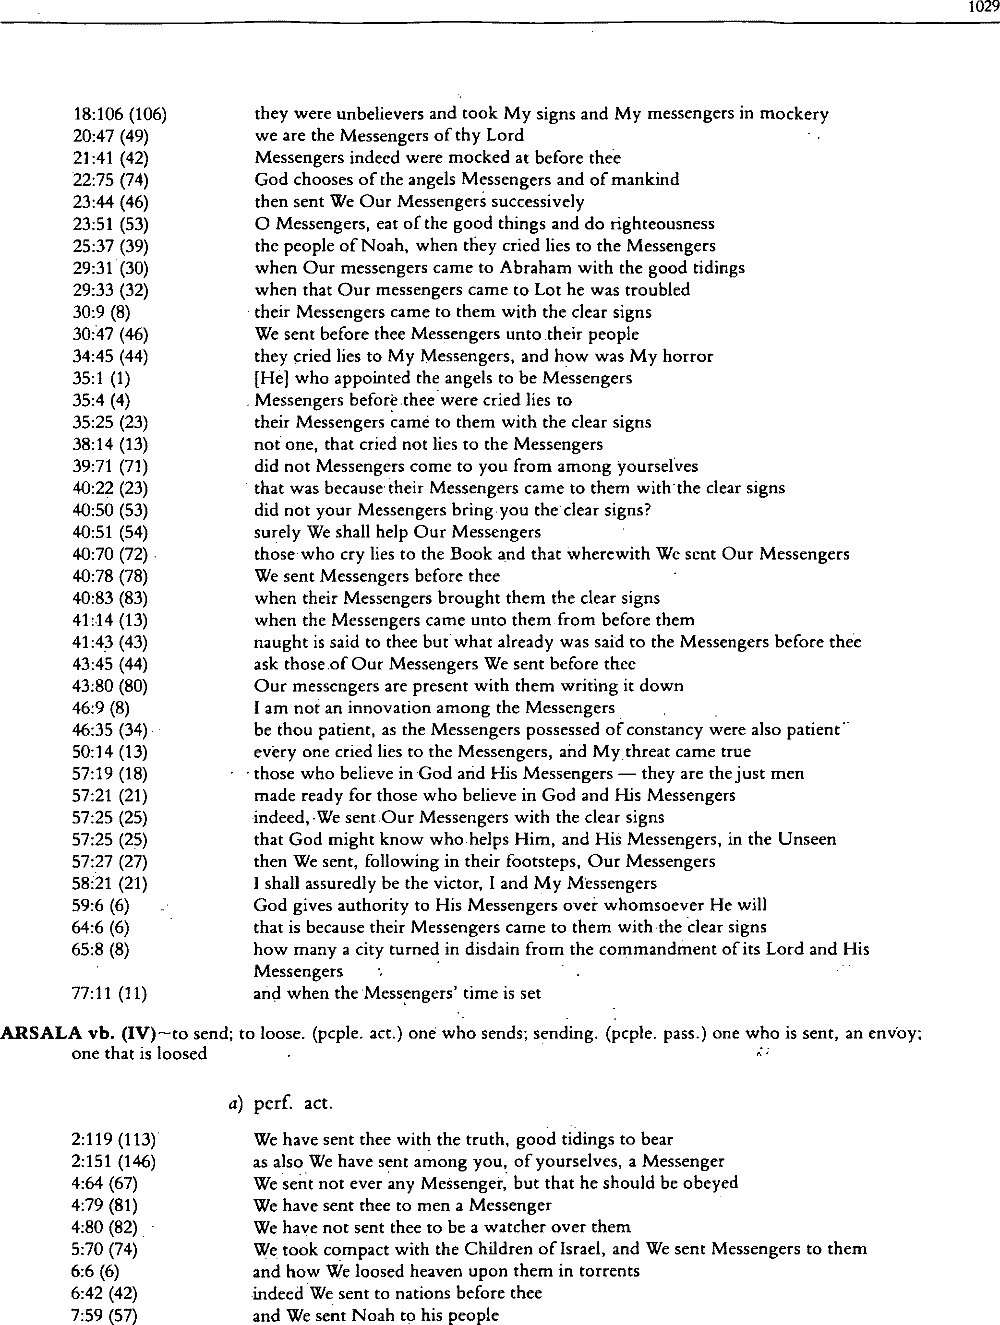 1029
18:106 (106) they were unbelievers and took My signs and My messengers in mockery
20:47 (49) we are the Messengers of thy Lord
21:41 (42) Messengers indeed were mocked at before thee
22:75 (74) God chooses of the angels Messengers and of mankind
23:44 (46) then sent We Our Messengers successively
23:51 (53) O Messengers, eat of the good things and do righteousness
25:37 (39) the people of Noah, when they cried lies to the Messengers
29:31 (30) when Our messengers came to Abraham with the good tidings
29:33 (32) when that Our messengers came to Lot he was troubled
30:9 (8) their Messengers came to them with the clear signs
30:47 (46) We sent before thee Messengers unto their people
34:45 (44) they cried lies to My Messengers, and how was My horror
35:1 (1) [He] who appointed the angels to be Messengers
35:4 (4) Messengers before thee were cried lies to
35:25 (23) their Messengers came to them with the clear signs
38:14 (13) not one, that cried not lies to the Messengers
39:71 (71) did not Messengers come to you from among yourselves
40:22 (23) that was because their Messengers came to them with the clear signs
40:50 (53) did not your Messengers bring you the clear signs?
40:51 (54) surely We shall help Our Messengers
40:70 (72) those who cry lies to the Book and that wherewith We sent Our Messengers
40:78 (78) We sent Messengers before thee
40:83 (83) when their Messengers brought them the clear signs
41:14 (13) when the Messengers came unto them from before them
41:43 (43) naught is said to thee but what already was said to the Messengers before thee
43:45 (44) ask those of Our Messengers We sent before thee
43:80 (80) Our messengers are present with them writing it down
46:9 (8) I am not an innovation among the Messengers
46:35 (34) be thou patient, as the Messengers possessed of constancy were also patient
50:14 (13) every one cried lies to the Messengers, and My threat came true
57:19 (18) those who believe in God and His Messengers — they are the just men
57:21 (21) made ready for those who believe in God and His Messengers
57:25 (25) indeed, We sent Our Messengers with the clear signs
57:25 (25) that God might know who helps Him, and His Messengers, in the Unseen
57:27 (27) then We sent, following in their footsteps, Our Messengers
58:21 (21) I shall assuredly be the victor, I and My Messengers
59:6 (6) God gives authority to His Messengers over whomsoever He will
64:6 (6) that is because their Messengers came to them with the clear signs
65:8 (8) how many a city turned in disdain from the commandment of its Lord and His
Messengers
77:11 (11) and when the Messengers' time is set
ARSALA vb. (IV)~to send; to loose. (pcple. act.) one who sends; sending. (pcple. pass.) one who is sent, an envoy;
one that is loosed
a) perf. act.
2:119 (113) We have sent thee with the truth, good tidings to bear
2:151 (146) as also We have sent among you, of yourselves, a Messenger
4:64 (67) We sent not ever any Messenger, but that he should be obeyed
4:79 (81) We have sent thee to men a Messenger
4:80 (82) We have not sent thee to be a watcher over them
5:70 (74) We took compact with the Children of Israel, and We sent Messengers to them
6:6 (6) and how We loosed heaven upon them in torrents
6:42 (42) indeed We sent to nations before thee
7:59 (57) and We sent Noah to his people